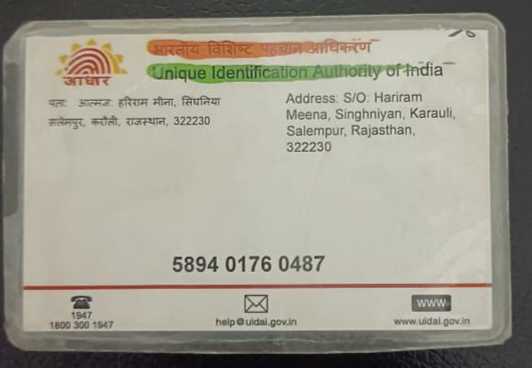 भारतीय विशिष्ट पहचान प्राधिकरण
Unique Identification Authority of India
आधार
पता: आत्मज: हरिराम मीना, सिंघनिया
सलेमपुर, करौली, राजस्थान, 322230
Address: S/O: Hariram
Meena, Singhniyan, Karauli,
Salempur, Rajasthan,
322230
5894 0176 0487
1947
1800 300 1947
help@uidai.gov.in
www
www.uidai.gov.in